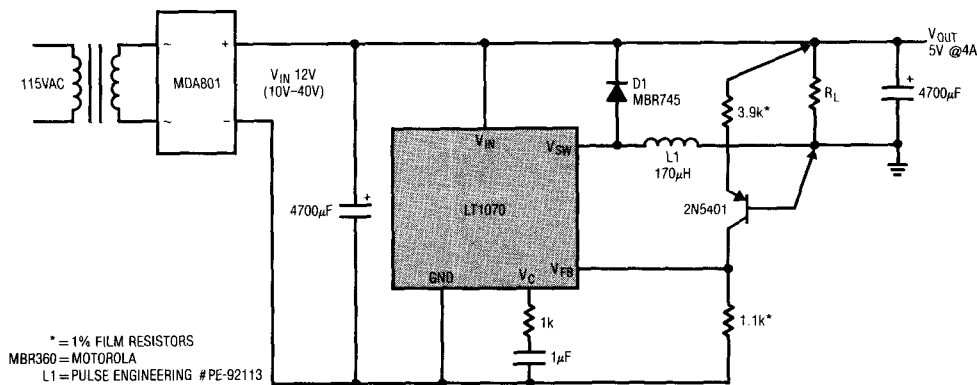 115VAC
~
~
MDA801
+
−
V_IN 12V
(10V–40V)
4700μF
+
V_IN
V_SW
LT1070
GND
V_C
V_FB
D1
MBR745
L1
170μH
3.9k*
R_L
V_OUT
5V @4A
+
4700μF
2N5401
1k
1μF
1.1k*
* = 1% FILM RESISTORS
MBR360 = MOTOROLA
L1 = PULSE ENGINEERING #PE-92113